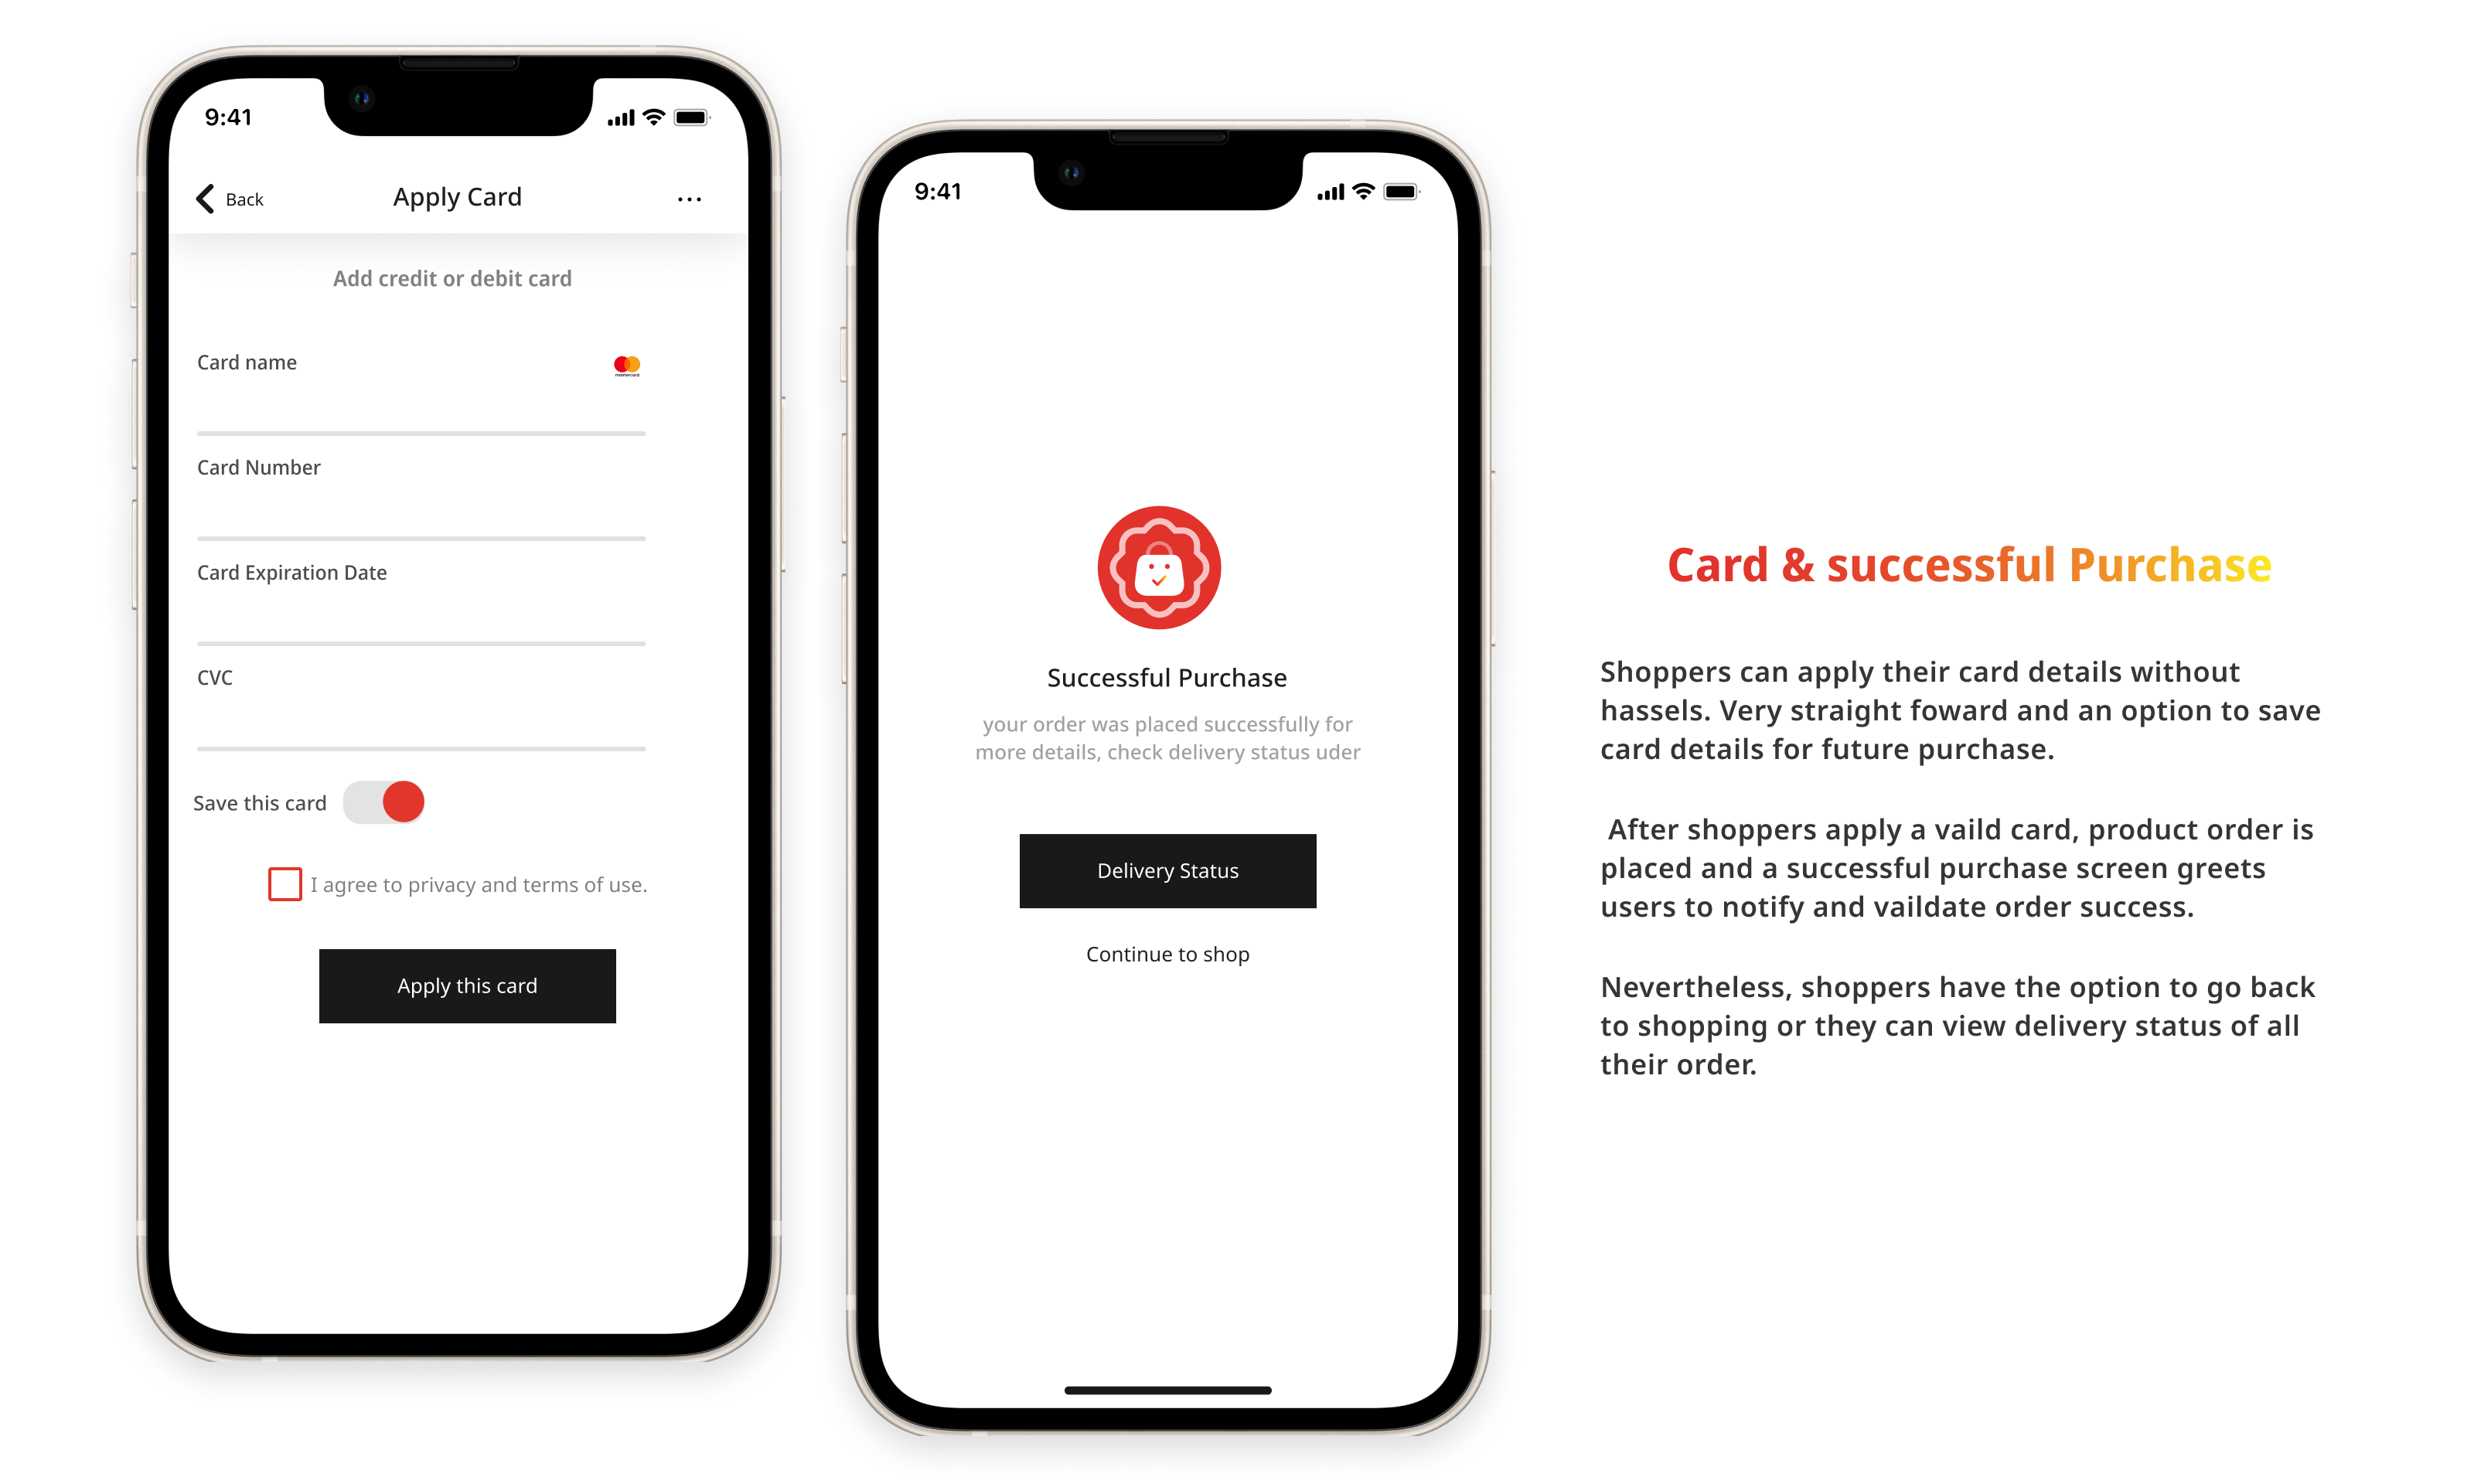 9:41
Back
Apply Card
Add credit or debit card
Card name
mastercard
Card Number
Card Expiration Date
CVC
Save this card
I agree to privacy and terms of use.
Apply this card
9:41
Successful Purchase
your order was placed successfully for
more details, check delivery status uder
Delivery Status
Continue to shop
Card & successful Purchase
Shoppers can apply their card details without
hassels. Very straight foward and an option to save
card details for future purchase.
After shoppers apply a vaild card, product order is
placed and a successful purchase screen greets
users to notify and vaildate order success.
Nevertheless, shoppers have the option to go back
to shopping or they can view delivery status of all
their order.